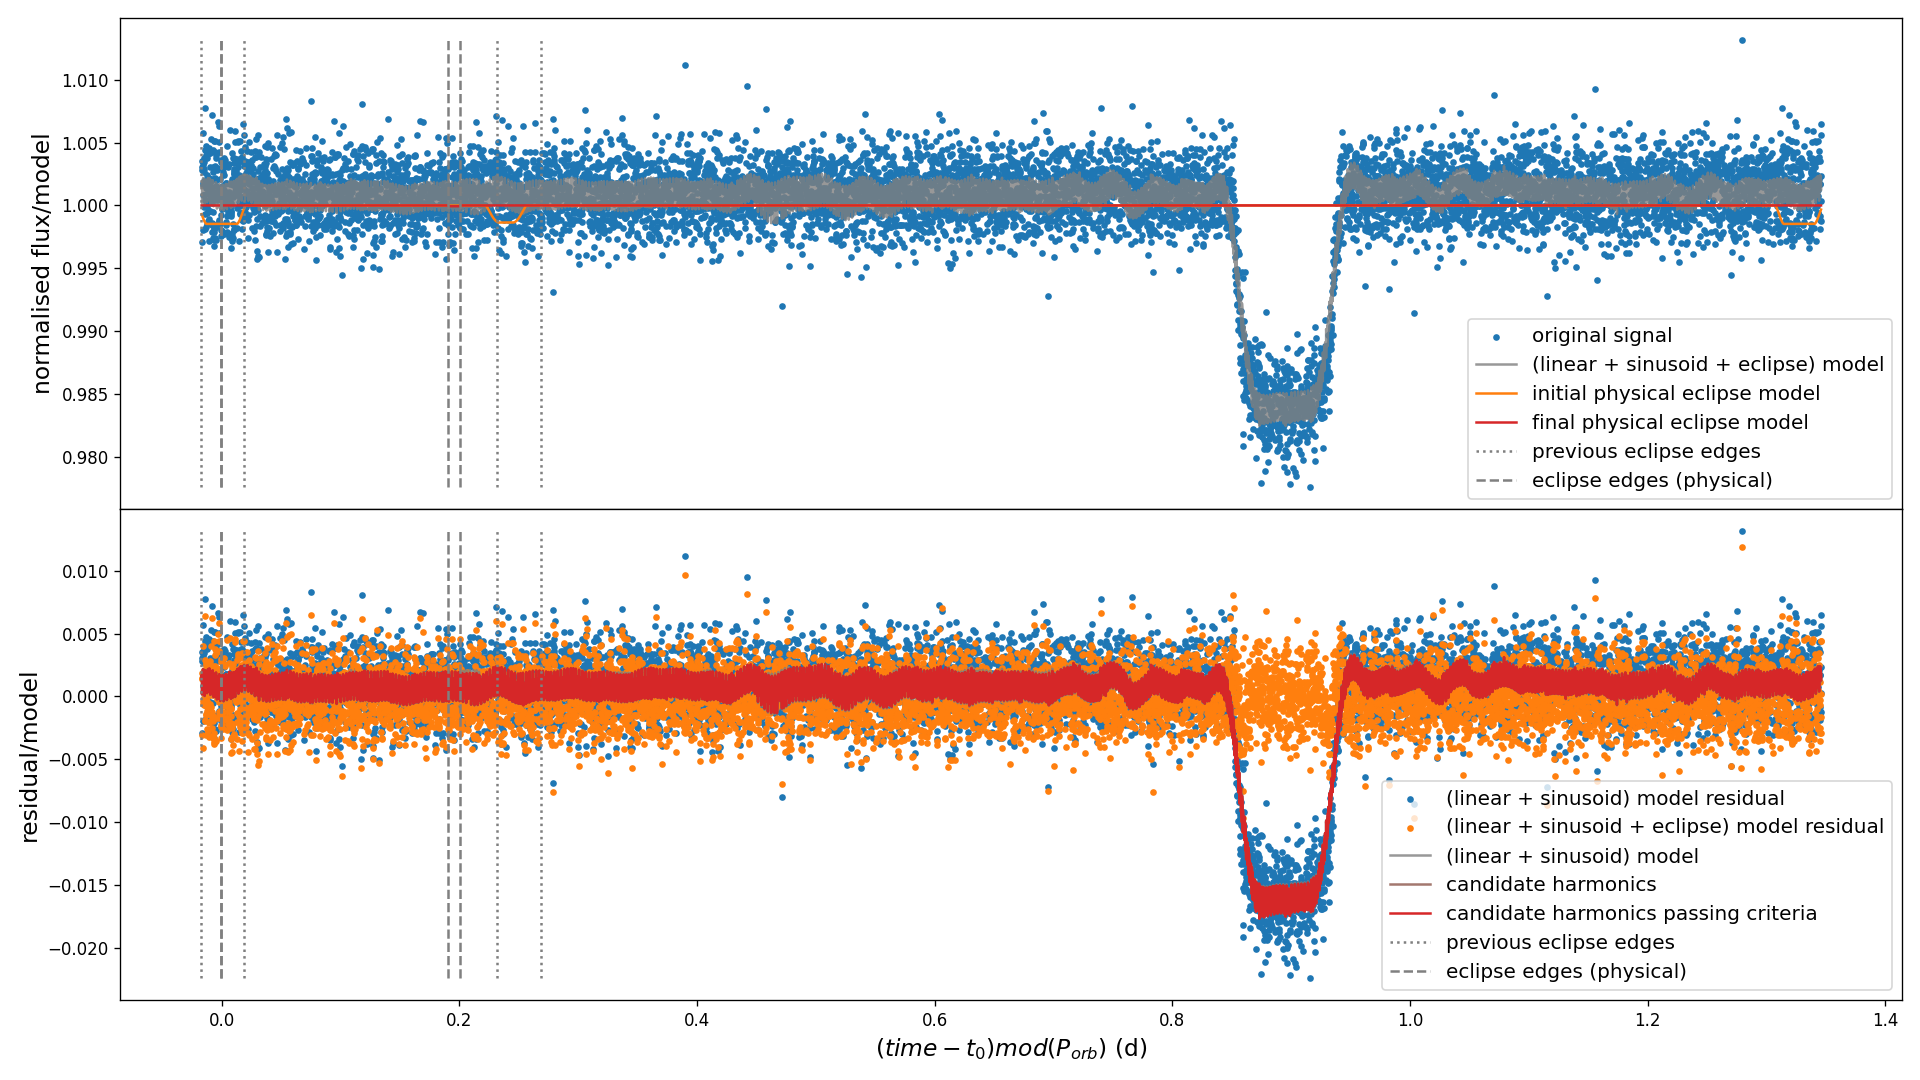 normalised flux/model
1.010
1.005
1.000
0.995
0.990
0.985
0.980
original signal
(linear + sinusoid + eclipse) model
initial physical eclipse model
final physical eclipse model
previous eclipse edges
eclipse edges (physical)
residual/model
0.010
0.005
0.000
−0.005
−0.010
−0.015
−0.020
(linear + sinusoid) model residual
(linear + sinusoid + eclipse) model residual
(linear + sinusoid) model
candidate harmonics
candidate harmonics passing criteria
previous eclipse edges
eclipse edges (physical)
0.0 0.2 0.4 0.6 0.8 1.0 1.2 1.4
(time − t₀)mod(P_orb) (d)